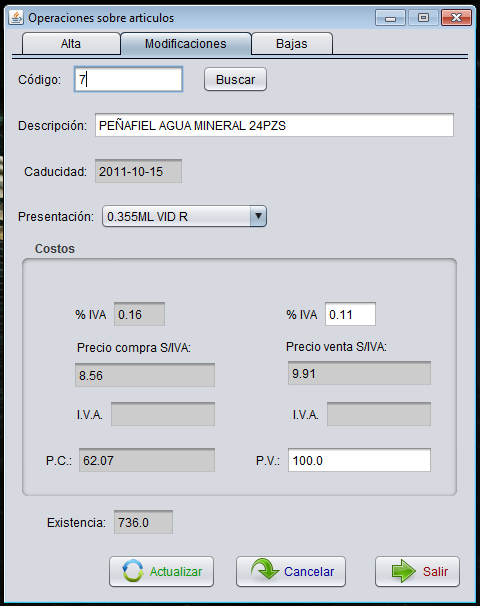 Operaciones sobre articulos
Alta Modificaciones Bajas
Código: 7 Buscar
Descripción: PEÑAFIEL AGUA MINERAL 24PZS
Caducidad: 2011-10-15
Presentación: 0.355ML VID R
Costos
% IVA 0.16 % IVA 0.11
Precio compra S/IVA: Precio venta S/IVA:
8.56 9.91
I.V.A. I.V.A.
P.C.: 62.07 P.V.: 100.0
Existencia: 736.0
Actualizar Cancelar Salir